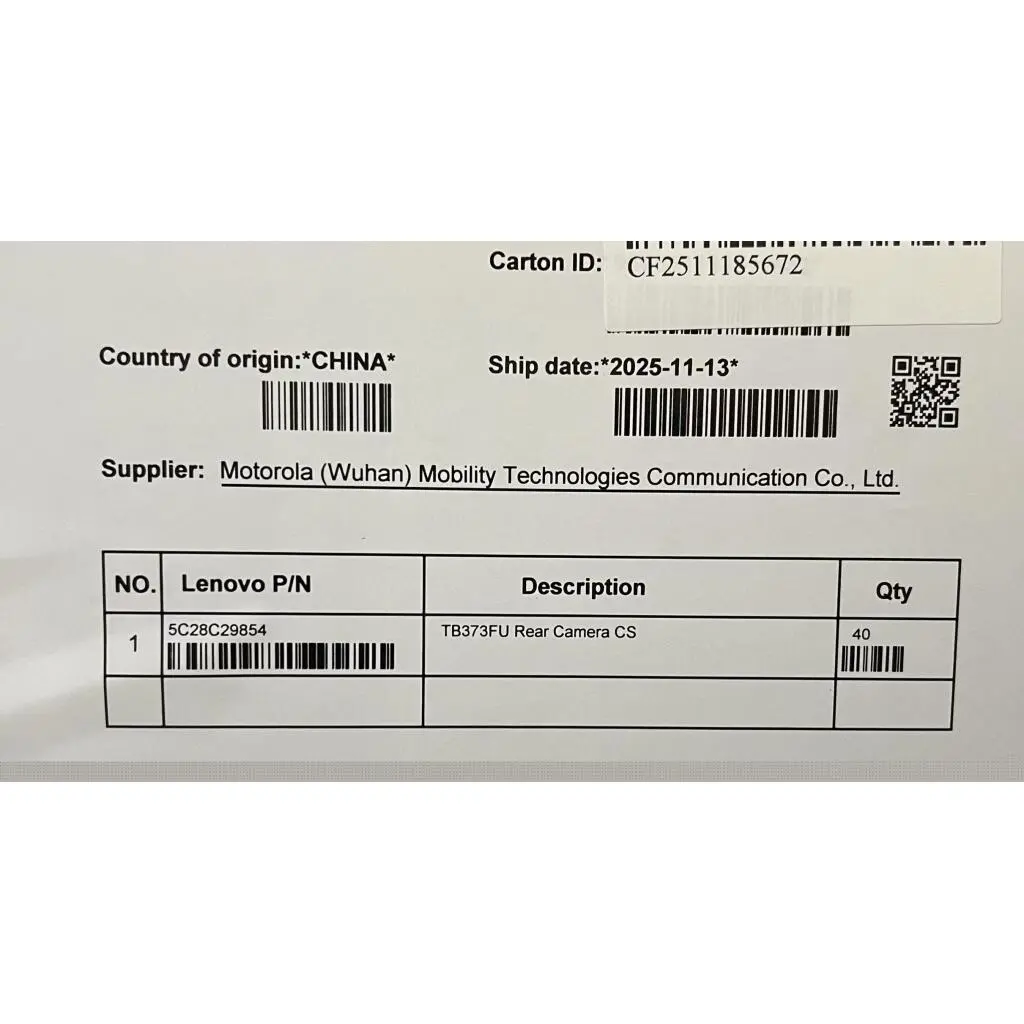 Carton ID: CF2511185672
Country of origin:*CHINA* Ship date:*2025-11-13*
Supplier: Motorola (Wuhan) Mobility Technologies Communication Co., Ltd.
NO. Lenovo P/N Description Qty
1 5C28C29854 TB373FU Rear Camera CS 40